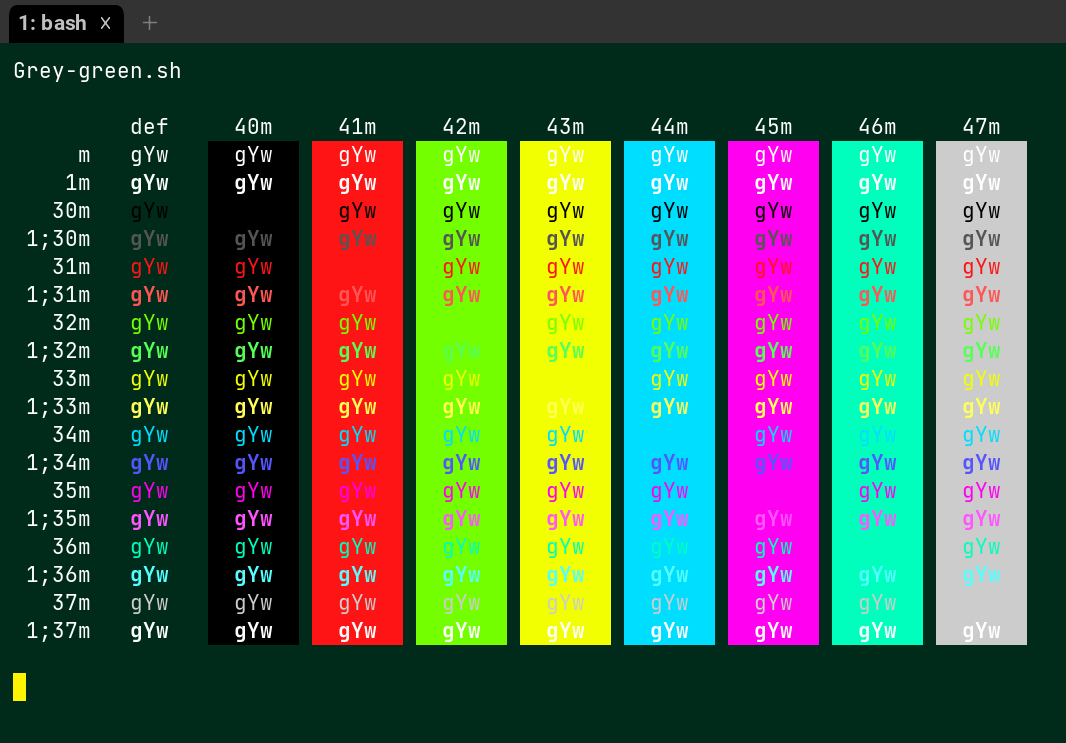 1: bash x +
Grey-green.sh
def 40m 41m 42m 43m 44m 45m 46m 47m
m gYw gYw gYw gYw gYw gYw gYw gYw gYw
1m gYw gYw gYw gYw gYw gYw gYw gYw gYw
30m gYw gYw gYw gYw gYw gYw gYw gYw
1;30m gYw gYw gYw gYw gYw gYw gYw gYw gYw
31m gYw gYw gYw gYw gYw gYw gYw gYw
1;31m gYw gYw gYw gYw gYw gYw gYw gYw gYw
32m gYw gYw gYw gYw gYw gYw gYw gYw
1;32m gYw gYw gYw gYw gYw gYw gYw gYw gYw
33m gYw gYw gYw gYw gYw gYw gYw gYw
1;33m gYw gYw gYw gYw gYw gYw gYw gYw gYw
34m gYw gYw gYw gYw gYw gYw gYw gYw
1;34m gYw gYw gYw gYw gYw gYw gYw gYw gYw
35m gYw gYw gYw gYw gYw gYw gYw gYw
1;35m gYw gYw gYw gYw gYw gYw gYw gYw gYw
36m gYw gYw gYw gYw gYw gYw gYw gYw
1;36m gYw gYw gYw gYw gYw gYw gYw gYw gYw
37m gYw gYw gYw gYw gYw gYw gYw gYw
1;37m gYw gYw gYw gYw gYw gYw gYw gYw gYw